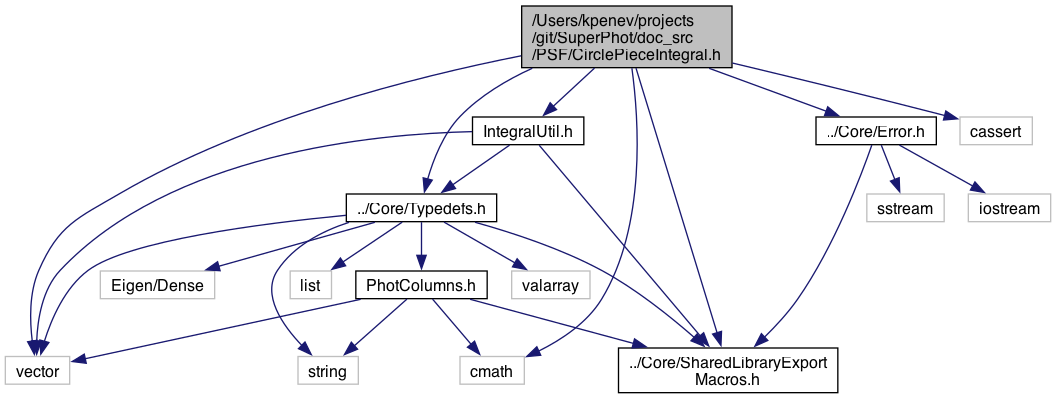 /Users/kpenev/projects
/git/SuperPhot/doc_src
/PSF/CirclePieceIntegral.h
IntegralUtil.h
../Core/Error.h
cassert
../Core/Typedefs.h
sstream
iostream
Eigen/Dense
list
PhotColumns.h
valarray
vector
string
cmath
../Core/SharedLibraryExport
Macros.h